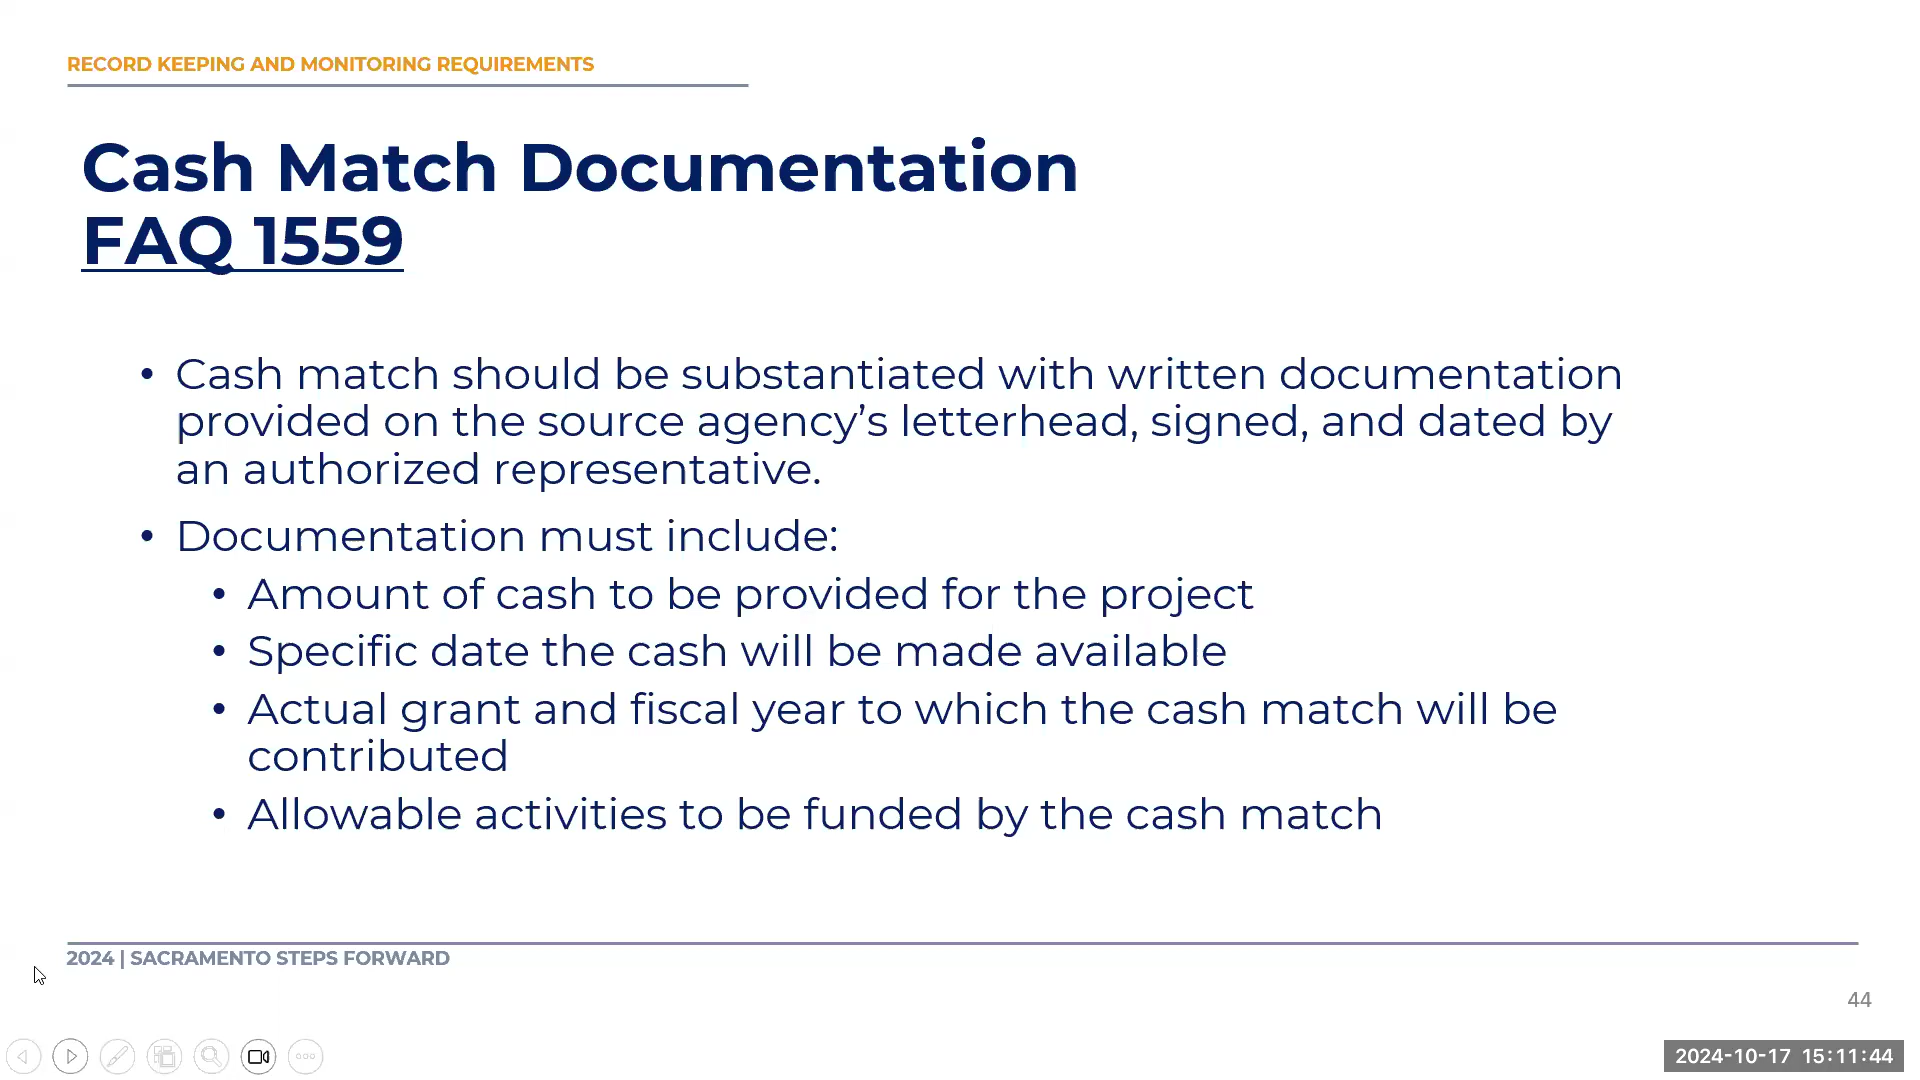 RECORD KEEPING AND MONITORING REQUIREMENTS
Cash Match Documentation
FAQ 1559
• Cash match should be substantiated with written documentation
provided on the source agency’s letterhead, signed, and dated by
an authorized representative.
• Documentation must include:
• Amount of cash to be provided for the project
• Specific date the cash will be made available
• Actual grant and fiscal year to which the cash match will be
contributed
• Allowable activities to be funded by the cash match
2024 | SACRAMENTO STEPS FORWARD
44
2024-10-17 15:11:44